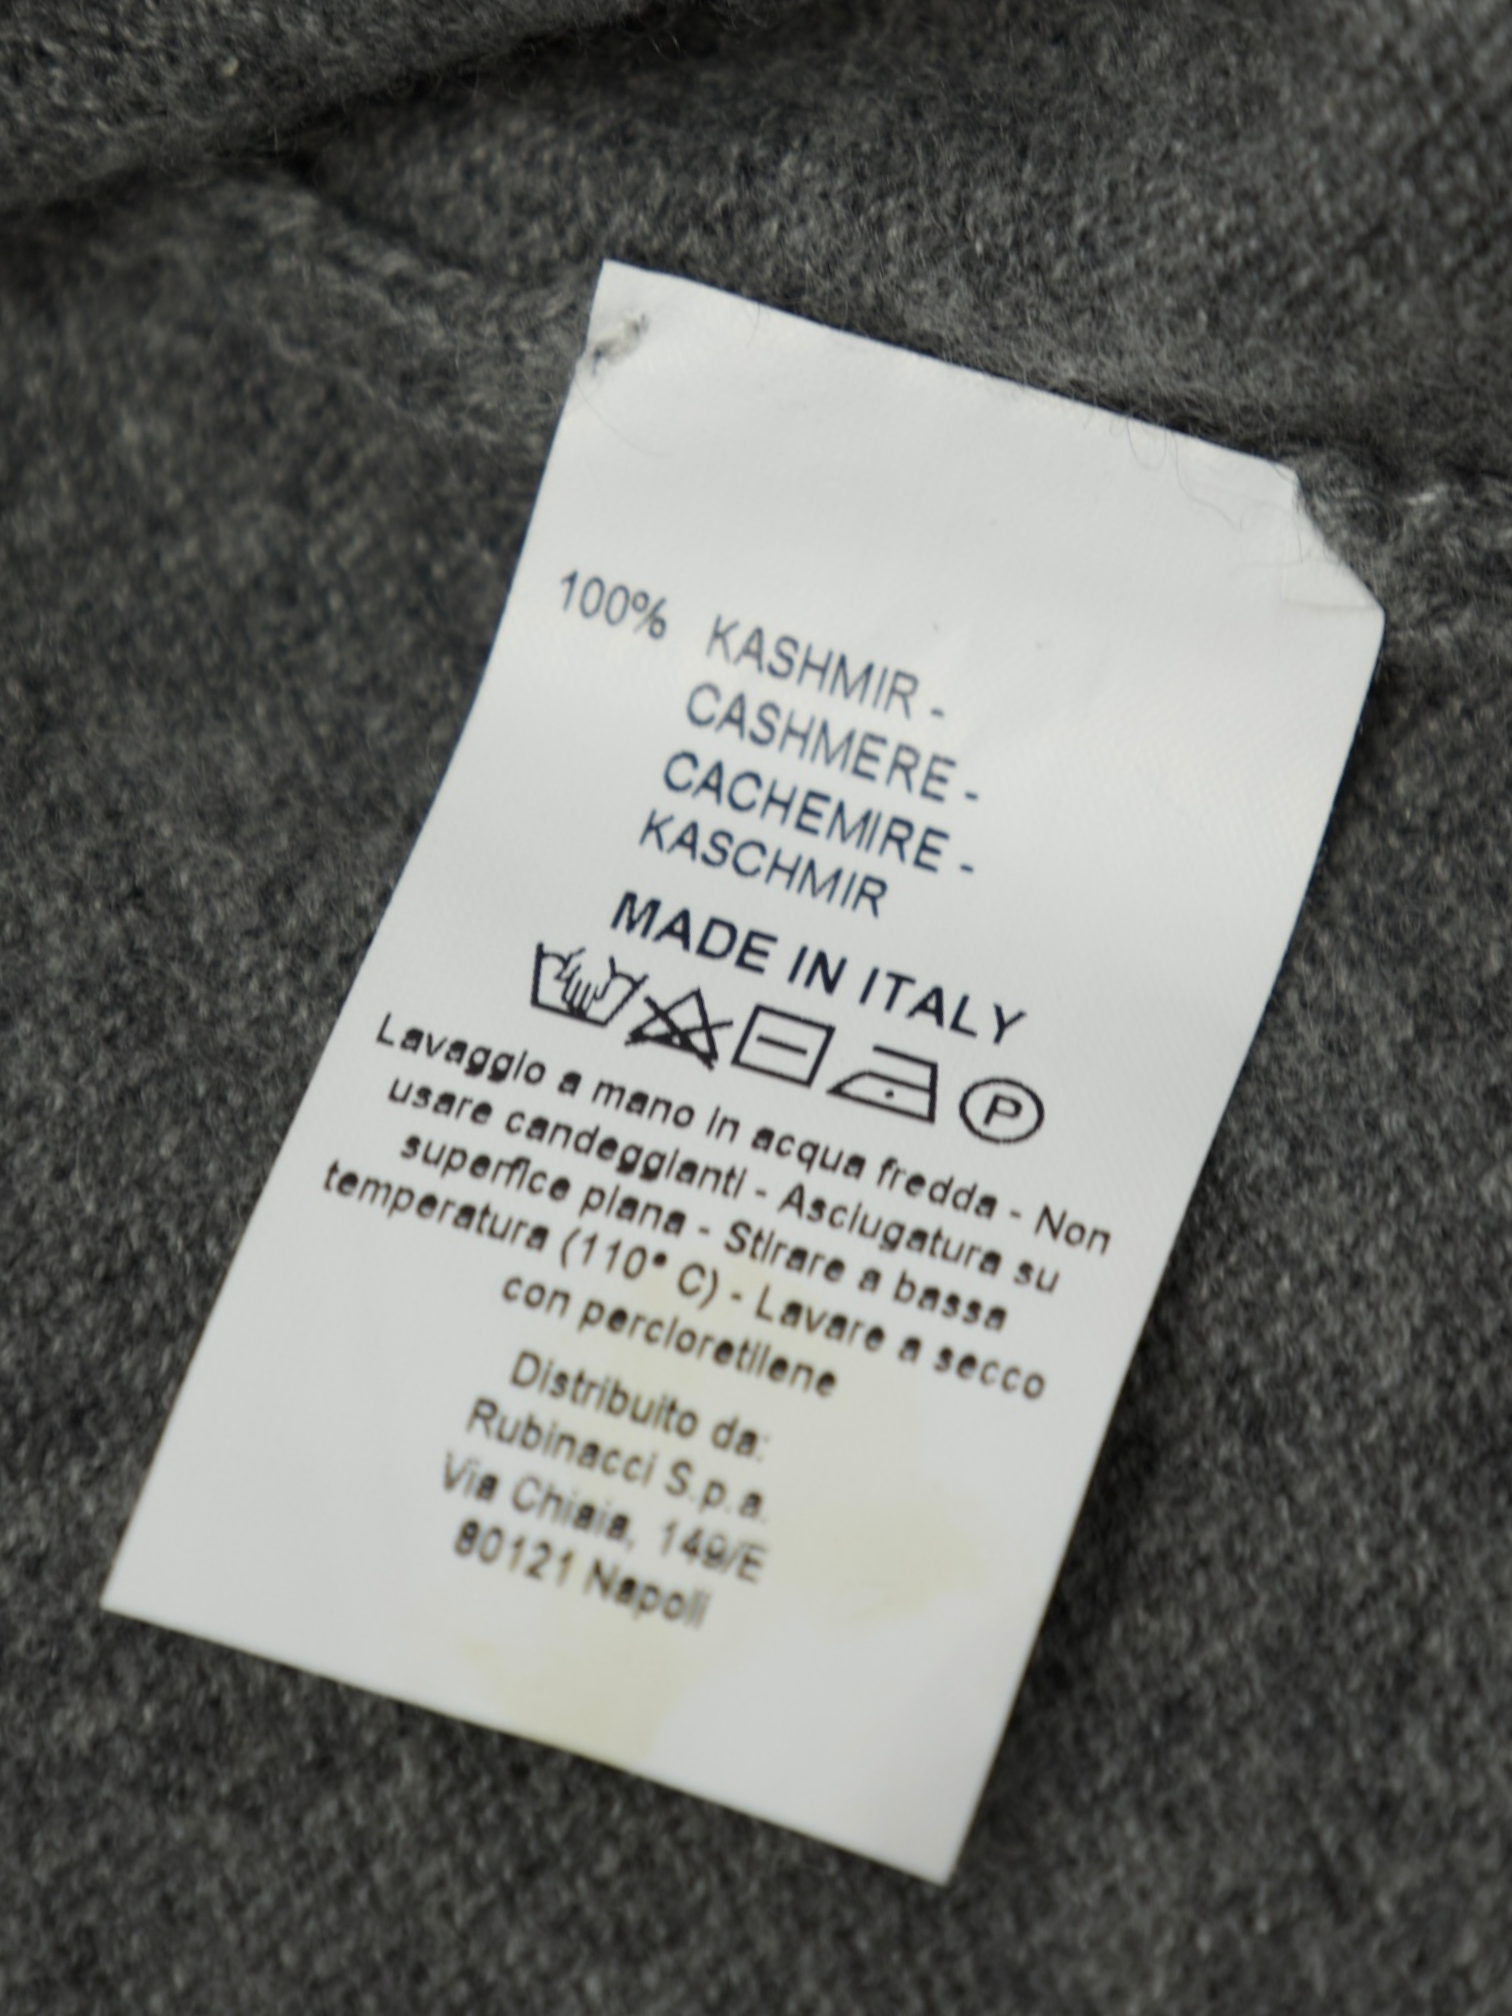 100% KASHMIR -
CASHMERE -
CACHEMIRE -
KASCHMIR
MADE IN ITALY
P
Lavaggio a mano in acqua fredda - Non
usare candeggianti - Asciugatura su
superfice piana - Stirare a bassa
temperatura (110° C) - Lavare a secco
con percloretilene
Distribuito da:
Rubinacci S.p.a.
Via Chiaia, 149/E
80121 Napoli